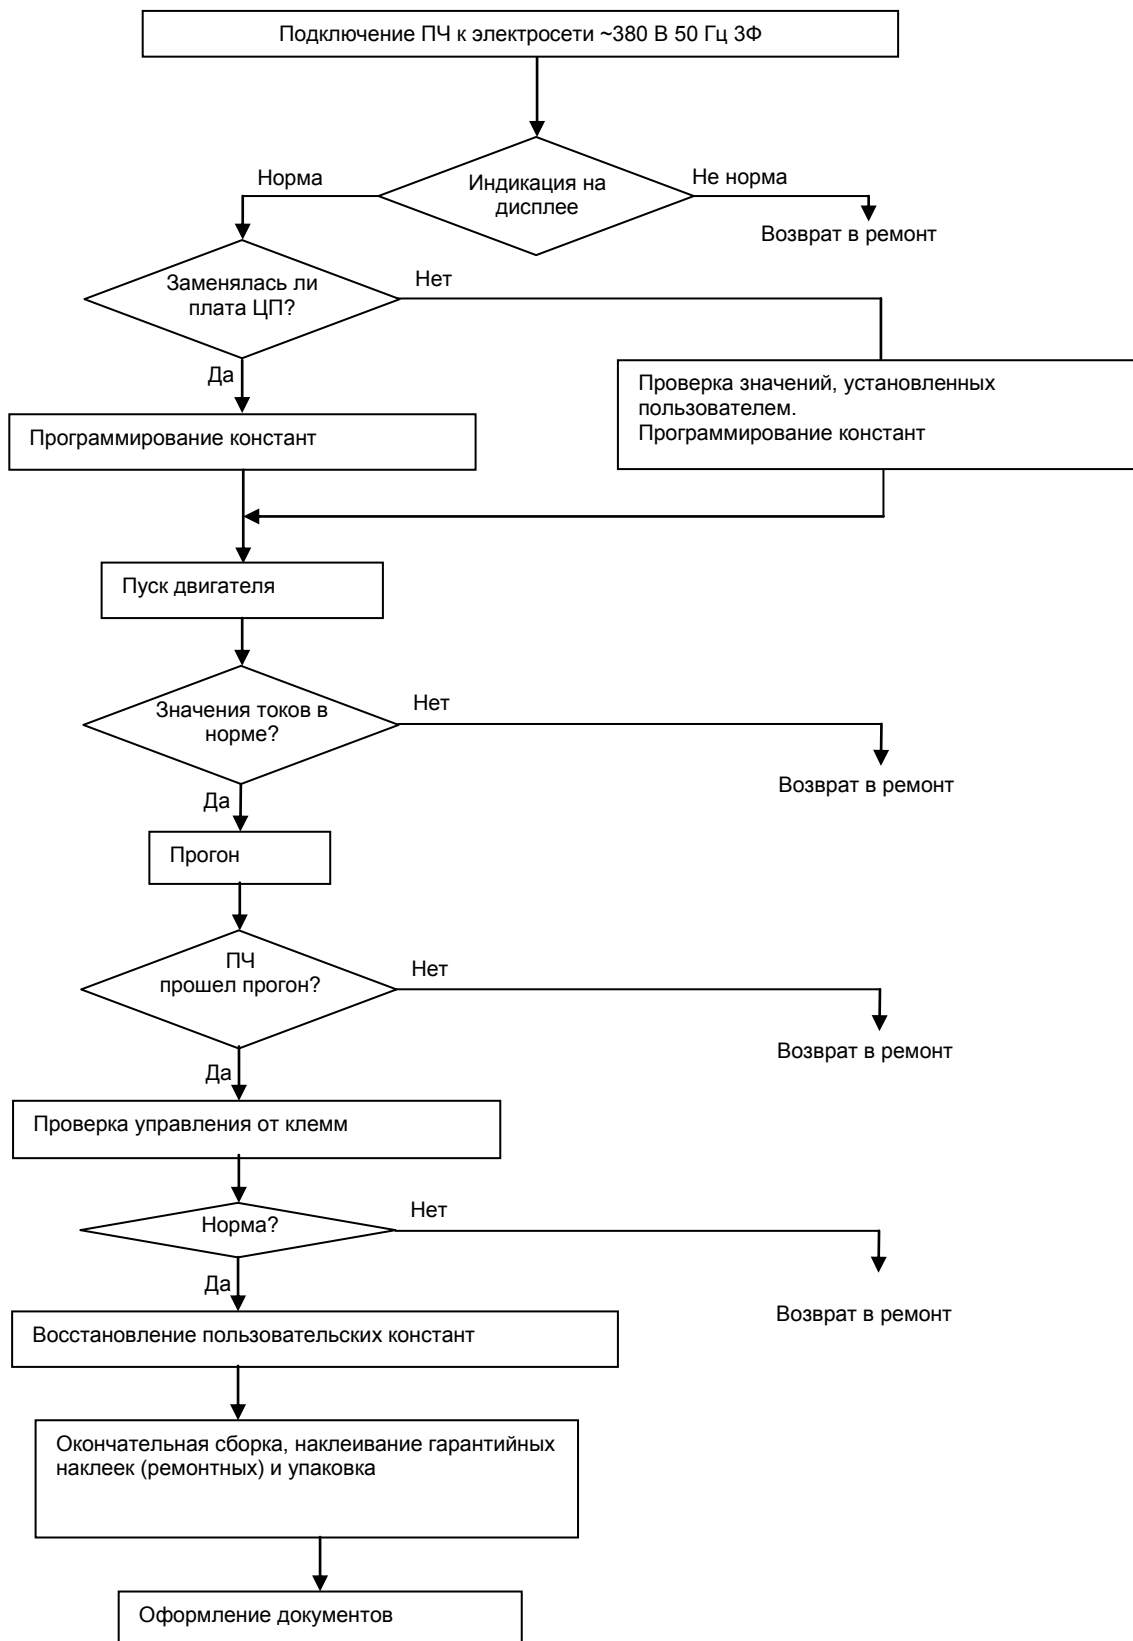 Подключение ПЧ к электросети ~380 В 50 Гц 3Ф
Норма
Индикация на
дисплее
Не норма
Возврат в ремонт
Заменялась ли
плата ЦП?
Нет
Да
Проверка значений, установленных
пользователем.
Программирование констант
Программирование констант
Пуск двигателя
Значения токов в
норме?
Нет
Возврат в ремонт
Да
Прогон
ПЧ
прошел прогон?
Нет
Возврат в ремонт
Да
Проверка управления от клемм
Норма?
Нет
Да
Возврат в ремонт
Восстановление пользовательских констант
Окончательная сборка, наклеивание гарантийных
наклеек (ремонтных) и упаковка
Оформление документов